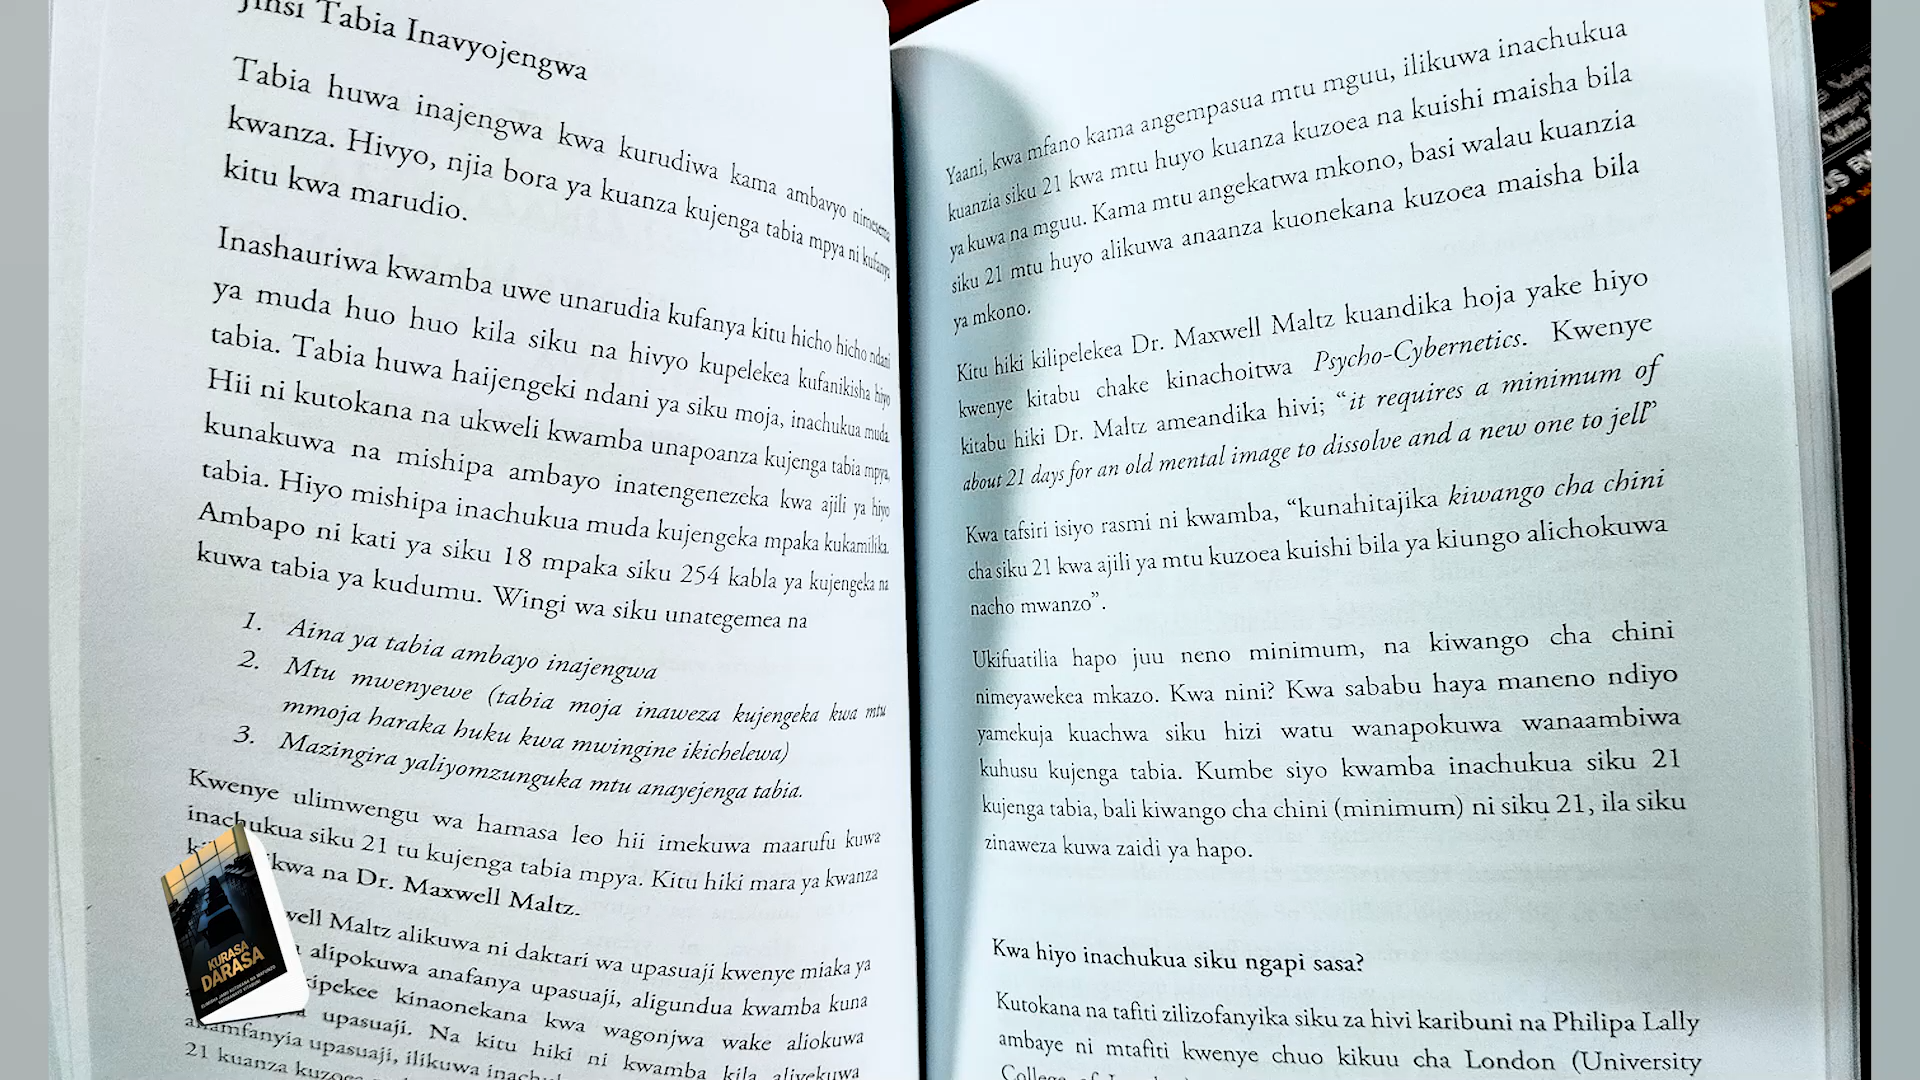 Jinsi Tabia Inavyojengwa
Tabia huwa inajengwa kwa kurudiwa kama ambavyo nimesema
kwanza. Hivyo, njia bora ya kuanza kujenga tabia mpya ni kufanya
kitu kwa marudio.
Inashauriwa kwamba uwe unarudia kufanya kitu hicho hicho ndani
ya muda huo huo kila siku na hivyo kupelekea kufanikisha hiyo
tabia. Tabia huwa haijengeki ndani ya siku moja, inachukua muda.
Hii ni kutokana na ukweli kwamba unapoanza kujenga tabia mpya,
kunakuwa na mishipa ambayo inatengenezeka kwa ajili ya hiyo
tabia. Hiyo mishipa inachukua muda kujengeka mpaka kukamilika.
Ambapo ni kati ya siku 18 mpaka siku 254 kabla ya kujengeka na
kuwa tabia ya kudumu. Wingi wa siku unategemea na
1. Aina ya tabia ambayo inajengwa
2. Mtu mwenyewe (tabia moja inaweza kujengeka kwa mtu
mmoja haraka huku kwa mwingine ikichelewa)
3. Mazingira yaliyomzunguka mtu anayejenga tabia.
Kwenye ulimwengu wa hamasa leo hii imekuwa maarufu kuwa
inachukua siku 21 tu kujenga tabia mpya. Kitu hiki mara ya kwanza
na Dr. Maxwell Maltz.
Maltz alikuwa ni daktari wa upasuaji kwenye miaka ya
alipokuwa anafanya upasuaji, aligundua kwamba kuna
kinaonekana kwa wagonjwa wake aliokuwa
upasuaji. Na kitu hiki ni kwamba kila aliyekuwa
upasuaji, ilikuwa
21 kuanza
KURASA
DARASA
Yaani, kwa mfano kama angempasua mtu mguu, ilikuwa inachukua
kuanzia siku 21 kwa mtu huyo kuanza kuzoea na kuishi maisha bila
ya kuwa na mguu. Kama mtu angekatwa mkono, basi walau kuanzia
siku 21 mtu huyo alikuwa anaanza kuonekana kuzoea maisha bila
ya mkono.
Kitu hiki kilipelekea Dr. Maxwell Maltz kuandika hoja yake hiyo
kwenye kitabu chake kinachoitwa Psycho-Cybernetics. Kwenye
kitabu hiki Dr. Maltz ameandika hivi; “it requires a minimum of
about 21 days for an old mental image to dissolve and a new one to jell”
Kwa tafsiri isiyo rasmi ni kwamba, “kunahitajika kiwango cha chini
cha siku 21 kwa ajili ya mtu kuzoea kuishi bila ya kiungo alichokuwa
nacho mwanzo”.
Ukifuatilia hapo juu neno minimum, na kiwango cha chini
nimeyawekea mkazo. Kwa nini? Kwa sababu haya maneno ndiyo
yamekuja kuachwa siku hizi watu wanapokuwa wanaambiwa
kuhusu kujenga tabia. Kumbe siyo kwamba inachukua siku 21
kujenga tabia, bali kiwango cha chini (minimum) ni siku 21, ila siku
zinaweza kuwa zaidi ya hapo.
Kwa hiyo inachukua siku ngapi sasa?
Kutokana na tafiti zilizofanyika siku za hivi karibuni na Philipa Lally
ambaye ni mtafiti kwenye chuo kikuu cha London (University
College of